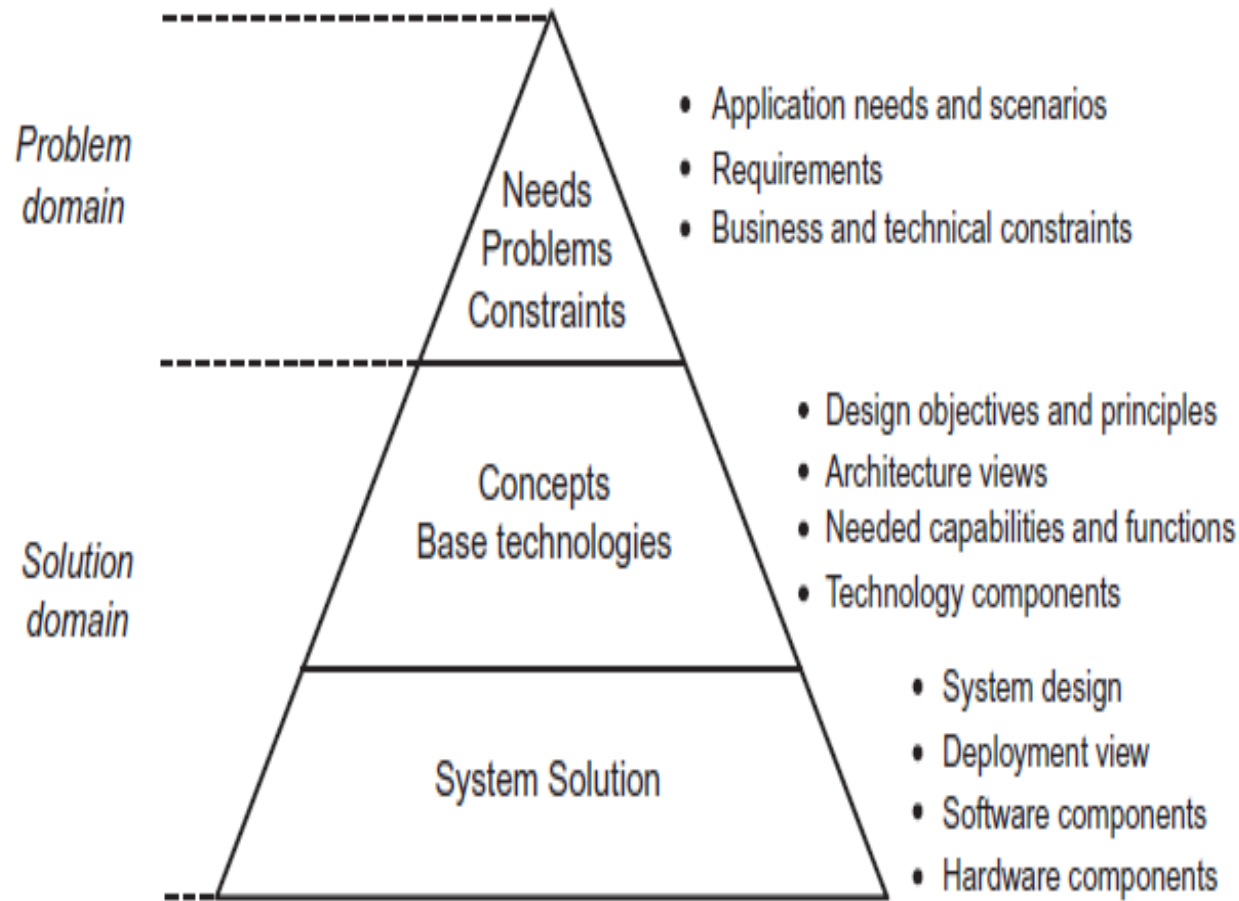 Problem
domain
Needs
Problems
Constraints
• Application needs and scenarios
• Requirements
• Business and technical constraints
Solution
domain
Concepts
Base technologies
• Design objectives and principles
• Architecture views
• Needed capabilities and functions
• Technology components
System Solution
• System design
• Deployment view
• Software components
• Hardware components